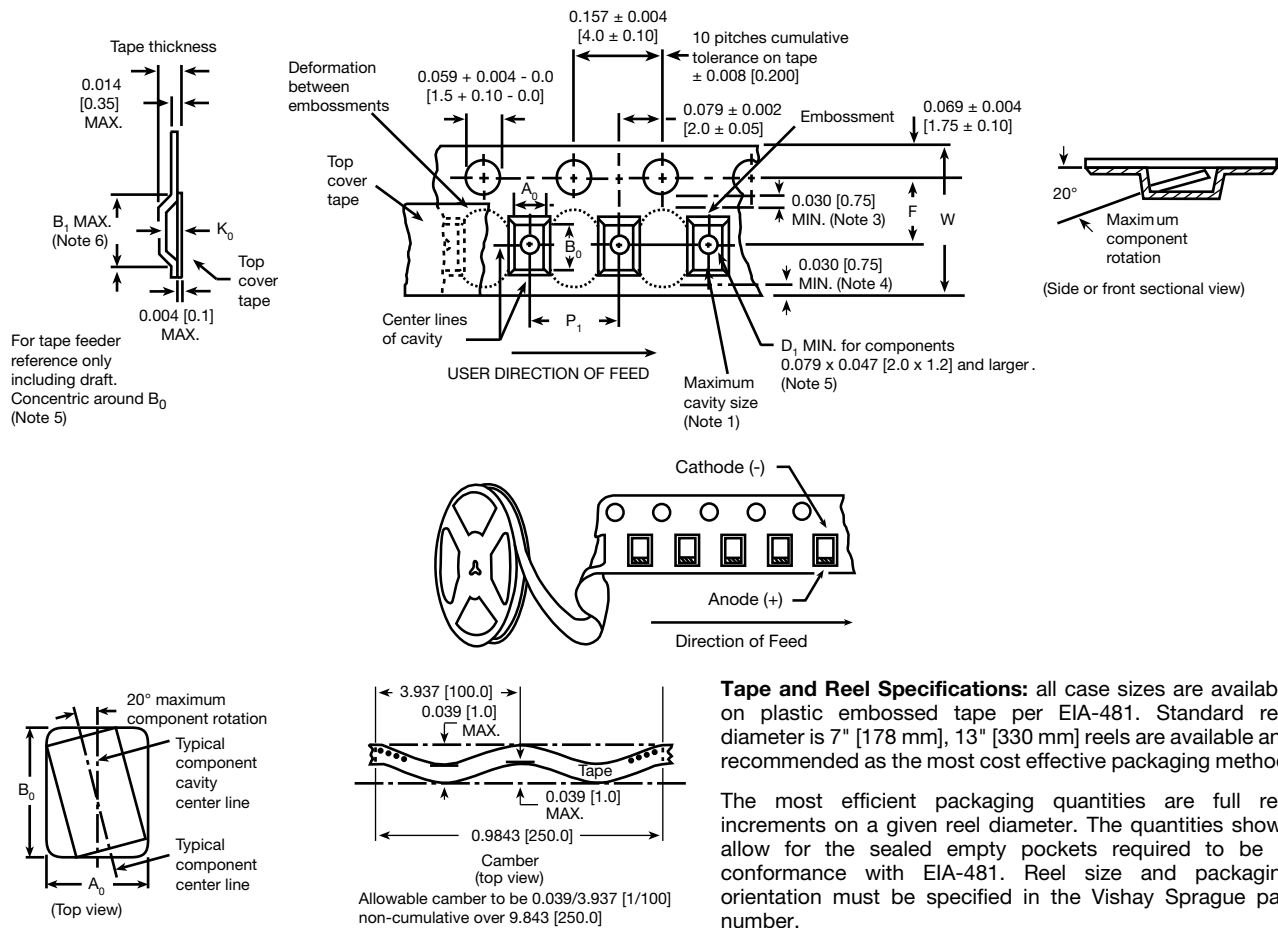 Tape thickness
0.014
[0.35]
MAX.
Deformation
between
embossments
Top
cover
tape
0.059 + 0.004 - 0.0
[1.5 + 0.10 - 0.0]
0.157 ± 0.004
[4.0 ± 0.10]
10 pitches cumulative
tolerance on tape
± 0.008 [0.200]
0.079 ± 0.002
[2.0 ± 0.05]
Embossment
0.069 ± 0.004
[1.75 ± 0.10]
A0
B0
0.030 [0.75]
MIN. (Note 3)
F
W
0.030 [0.75]
MIN. (Note 4)
20°
Maximum
component
rotation
(Side or front sectional view)
B1 MAX.
(Note 6)
K0
Top
cover
tape
0.004 [0.1]
MAX.
For tape feeder
reference only
including draft.
Concentric around B0
(Note 5)
Center lines
of cavity
P1
USER DIRECTION OF FEED
Maximum
cavity size
(Note 1)
D1 MIN. for components
0.079 x 0.047 [2.0 x 1.2] and larger.
(Note 5)
Cathode (-)
Anode (+)
Direction of Feed
20° maximum
component rotation
Typical
component
cavity
center line
B0
Typical
component
center line
A0
(Top view)
3.937 [100.0]
0.039 [1.0]
MAX.
Tape
0.039 [1.0]
MAX.
0.9843 [250.0]
Camber
(top view)
Allowable camber to be 0.039/3.937 [1/100]
non-cumulative over 9.843 [250.0]
Tape and Reel Specifications: all case sizes are availab
on plastic embossed tape per EIA-481. Standard re
diameter is 7" [178 mm], 13" [330 mm] reels are available an
recommended as the most cost effective packaging metho
The most efficient packaging quantities are full re
increments on a given reel diameter. The quantities show
allow for the sealed empty pockets required to be
conformance with EIA-481. Reel size and packagin
orientation must be specified in the Vishay Sprague pa
number.